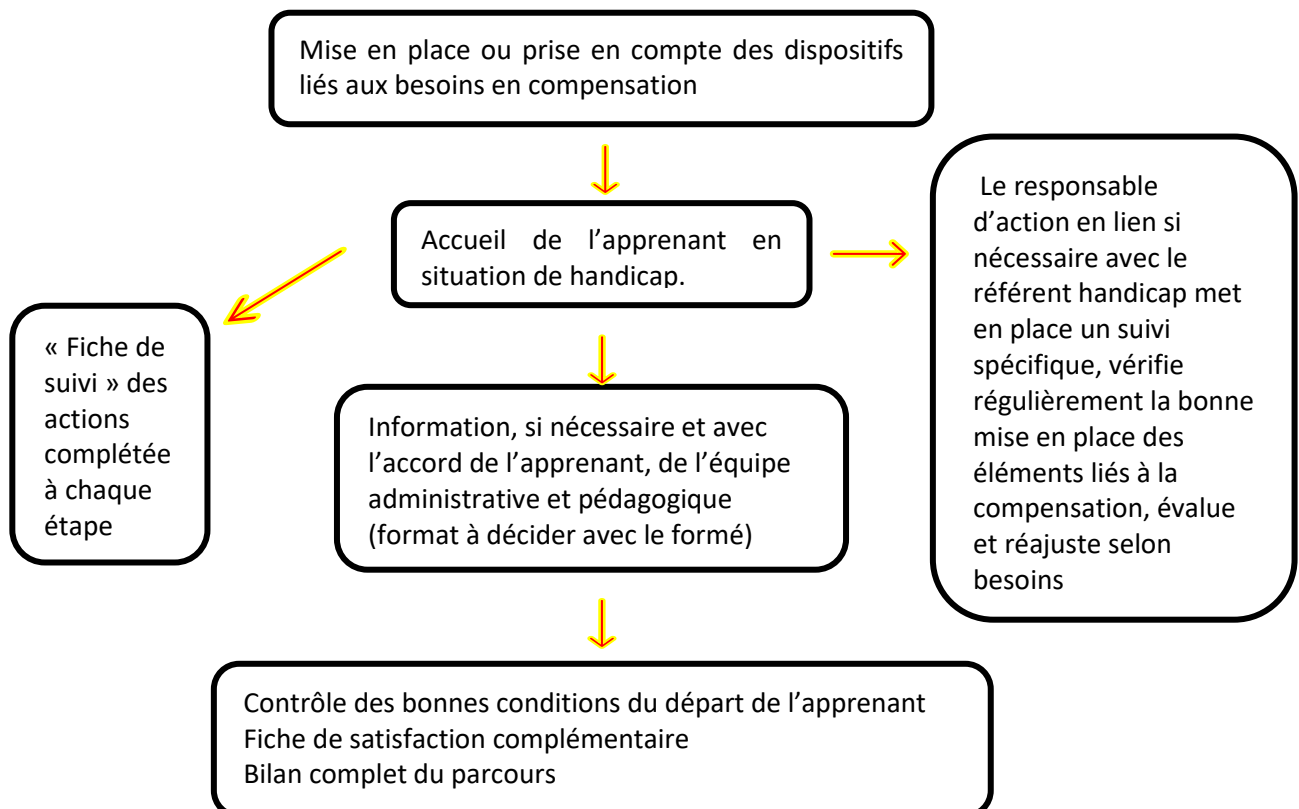 Mise en place ou prise en compte des dispositifs
liés aux besoins en compensation
Accueil de l’apprenant en
situation de handicap.
« Fiche de
suivi » des
actions
complétée
à chaque
étape
Information, si nécessaire et avec
l’accord de l’apprenant, de l’équipe
administrative et pédagogique
(format à décider avec le formé)
Le responsable
d’action en lien si
nécessaire avec le
référent handicap met
en place un suivi
spécifique, vérifie
régulièrement la bonne
mise en place des
éléments liés à la
compensation, évalue
et réajuste selon
besoins
Contrôle des bonnes conditions du départ de l’apprenant
Fiche de satisfaction complémentaire
Bilan complet du parcours